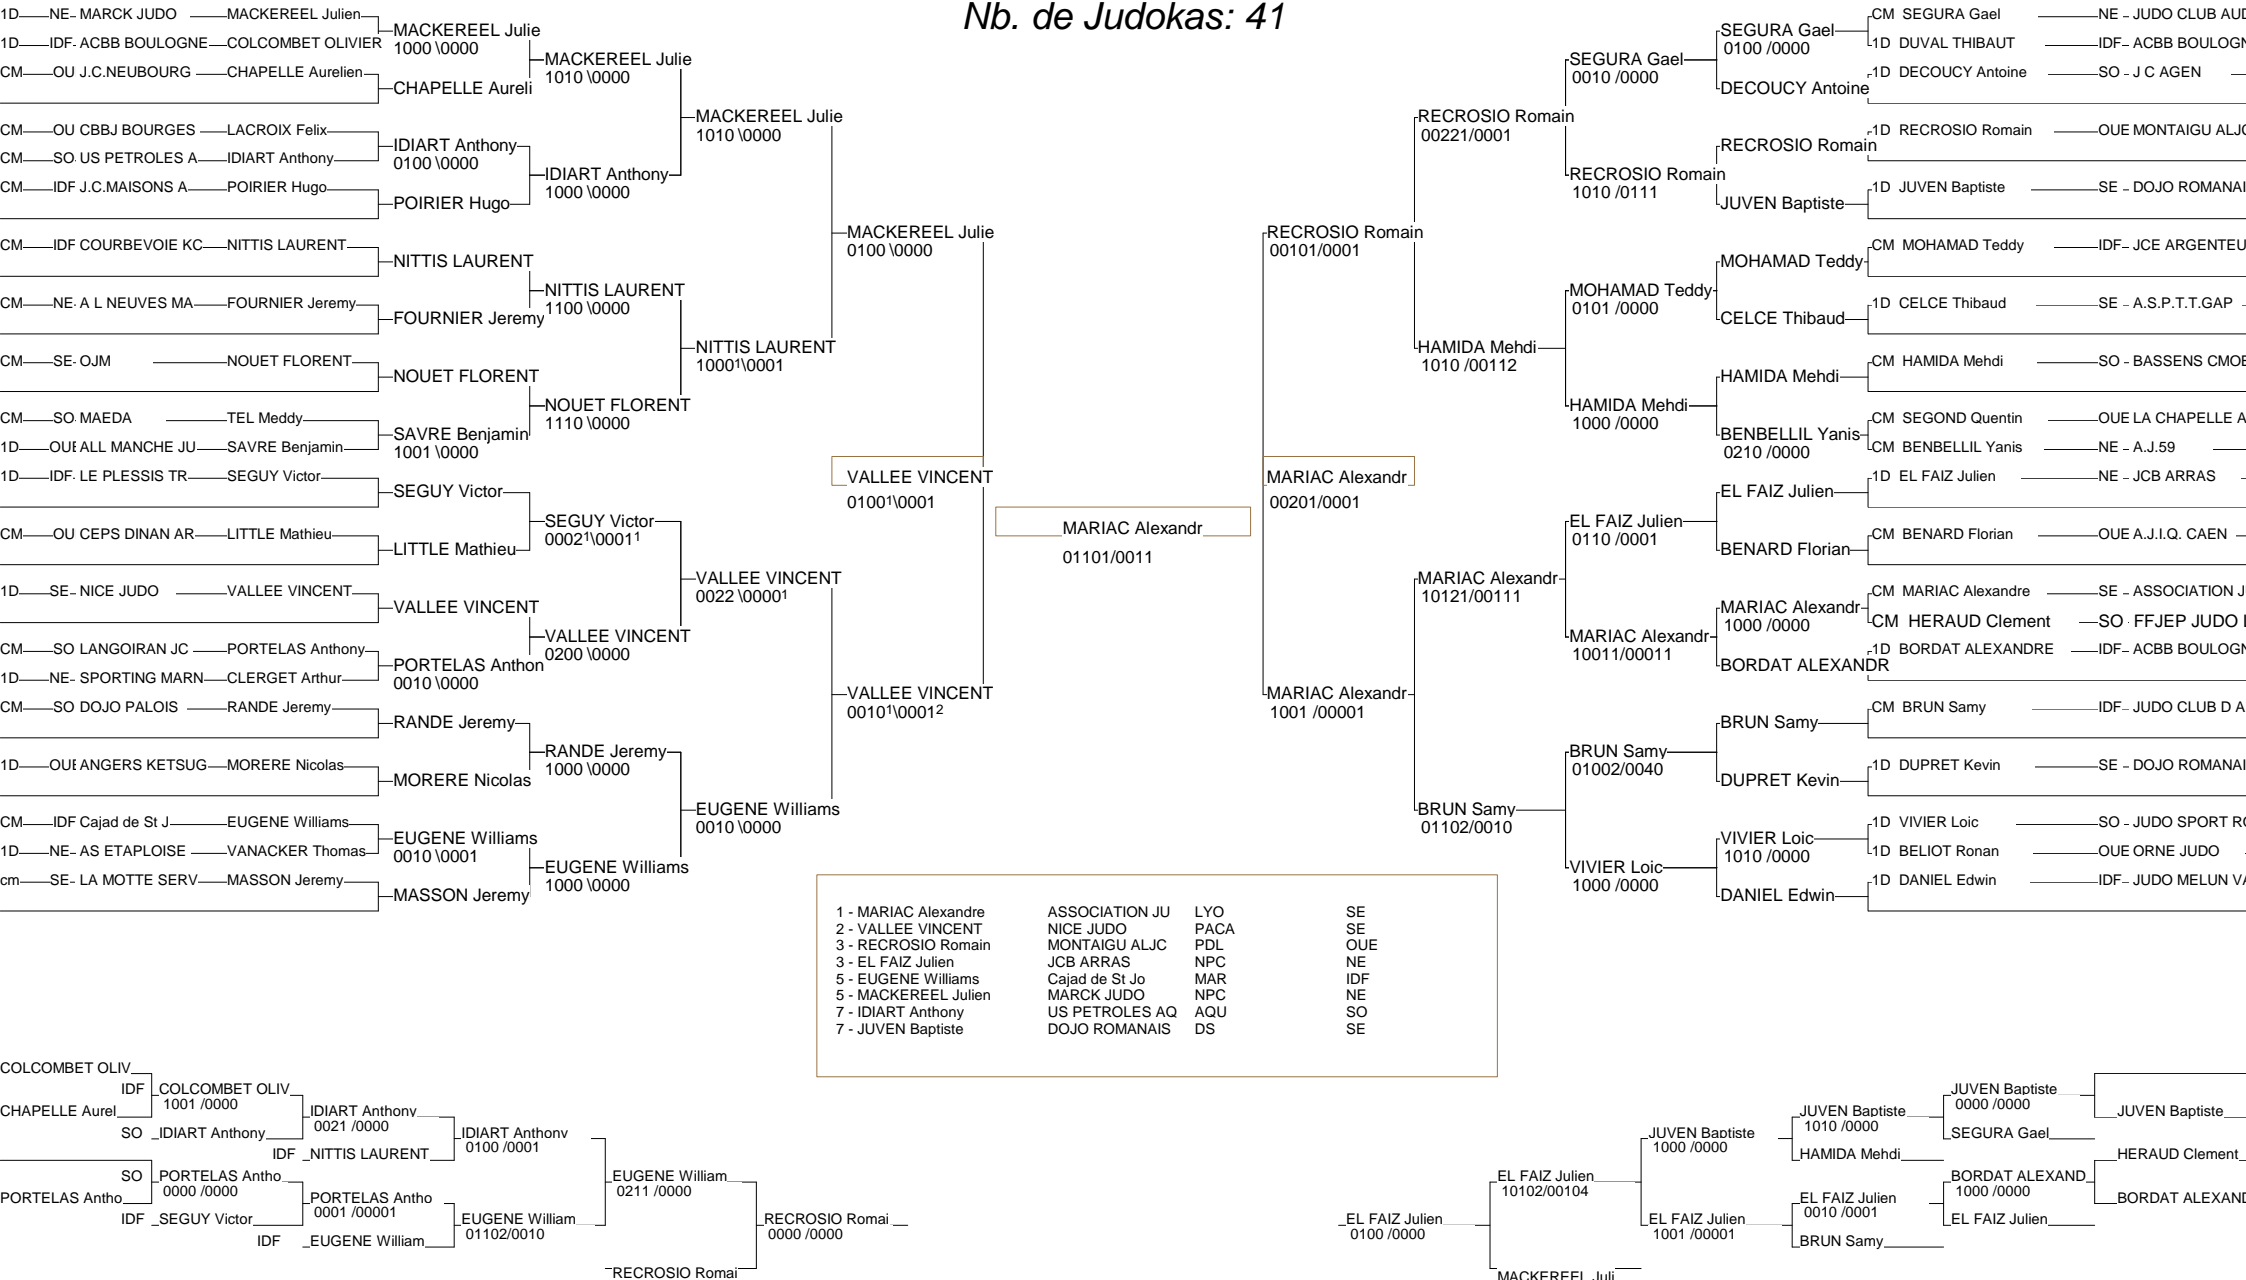 Nb. de Judokas: 41
1D NE- MARCK JUDO MACKEREEL Julien
1D IDF- ACBB BOULOGNE COLCOMBET OLIVIER
CM OU J.C.NEUBOURG CHAPELLE Aurelien
CM OU CBBJ BOURGES LACROIX Felix
CM SO US PETROLES A IDIART Anthony
CM IDF J.C.MAISONS A POIRIER Hugo
CM IDF COURBEVOIE KC NITTIS LAURENT
CM NE- A L NEUVES MA FOURNIER Jeremy
CM SE- OJM NOUET FLORENT
CM SO MAEDA TEL Meddy
1D OUE ALL MANCHE JU SAVRE Benjamin
1D IDF- LE PLESSIS TR SEGUY Victor
CM OU CEPS DINAN AR LITTLE Mathieu
1D SE- NICE JUDO VALLEE VINCENT
CM SO LANGOIRAN JC PORTELAS Anthony
1D NE- SPORTING MARN CLERGET Arthur
CM SO DOJO PALOIS RANDE Jeremy
1D OUE ANGERS KETSUG MORERE Nicolas
CM IDF Cajad de St J EUGENE Williams
1D NE- AS ETAPLOISE VANACKER Thomas
cm SE- LA MOTTE SERV MASSON Jeremy
MACKEREEL Julie
1000 \0000
CHAPELLE Aureli
IDIART Anthony
0100 \0000
POIRIER Hugo
NITTIS LAURENT
FOURNIER Jeremy
NOUET FLORENT
SAVRE Benjamin
1001 \0000
SEGUY Victor
LITTLE Mathieu
VALLEE VINCENT
PORTELAS Anthon
0010 \0000
RANDE Jeremy
MORERE Nicolas
EUGENE Williams
0010 \0001
MASSON Jeremy
MACKEREEL Julie
1010 \0000
IDIART Anthony
1000 \0000
NITTIS LAURENT
1100 \0000
NOUET FLORENT
1110 \0000
SEGUY Victor
0002¹\0001¹
VALLEE VINCENT
0200 \0000
RANDE Jeremy
1000 \0000
EUGENE Williams
1000 \0000
MACKEREEL Julie
1010 \0000
NITTIS LAURENT
1000¹\0001
VALLEE VINCENT
0022 \0000¹
EUGENE Williams
0010 \0000
MACKEREEL Julie
0100 \0000
VALLEE VINCENT
0100¹\0001
VALLEE VINCENT
0010¹\0001²
MARIAC Alexandr
01101/0011
RECROSIO Romain
00101/0001
MARIAC Alexandr
00201/0001
MARIAC Alexandr
1001 /00001
RECROSIO Romain
00221/0001
HAMIDA Mehdi
1010 /00112
MARIAC Alexandr
10121/00111
BRUN Samy
01102/0010
SEGURA Gael
0010 /0000
RECROSIO Romain
1010 /0111
MOHAMAD Teddy
0101 /0000
HAMIDA Mehdi
1000 /0000
EL FAIZ Julien
0110 /0001
MARIAC Alexandr
10011/00011
BRUN Samy
01002/0040
VIVIER Loic
1000 /0000
SEGURA Gael
0100 /0000
DECOUCY Antoine
RECROSIO Romain
JUVEN Baptiste
MOHAMAD Teddy
CELCE Thibaud
HAMIDA Mehdi
BENBELLIL Yanis
0210 /0000
EL FAIZ Julien
BENARD Florian
MARIAC Alexandr
1000 /0000
BORDAT ALEXANDR
BRUN Samy
DUPRET Kevin
VIVIER Loic
1010 /0000
DANIEL Edwin
CM SEGURA Gael NE - JUDO CLUB AUD
1D DUVAL THIBAUT IDF- ACBB BOULOGN
1D DECOUCY Antoine SO - J C AGEN
1D RECROSIO Romain OUE MONTAIGU ALJC
1D JUVEN Baptiste SE - DOJO ROMANAI
CM MOHAMAD Teddy IDF- JCE ARGENTEU
1D CELCE Thibaud SE - A.S.P.T.T.GAP
CM HAMIDA Mehdi SO - BASSENS CMOE
CM SEGOND Quentin OUE LA CHAPELLE A
CM BENBELLIL Yanis NE - A.J.59
1D EL FAIZ Julien NE - JCB ARRAS
CM BENARD Florian OUE A.J.I.Q. CAEN
CM MARIAC Alexandre SE - ASSOCIATION J
CM HERAUD Clement SO - FFJEP JUDO
1D BORDAT ALEXANDRE IDF- ACBB BOULOGN
CM BRUN Samy IDF- JUDO CLUB D A
1D DUPRET Kevin SE - DOJO ROMANAI
1D VIVIER Loic SO - JUDO SPORT RO
1D BELIOT Ronan OUE ORNE JUDO
1D DANIEL Edwin IDF- JUDO MELUN VA
1 - MARIAC Alexandre ASSOCIATION JU LYO SE
2 - VALLEE VINCENT NICE JUDO PACA SE
3 - RECROSIO Romain MONTAIGU ALJC PDL OUE
3 - EL FAIZ Julien JCB ARRAS NPC NE
5 - EUGENE Williams Cajad de St Jo MAR IDF
5 - MACKEREEL Julien MARCK JUDO NPC NE
7 - IDIART Anthony US PETROLES AQ AQU SO
7 - JUVEN Baptiste DOJO ROMANAIS DS SE
COLCOMBET OLIV
IDF COLCOMBET OLIV
1001 /0000
CHAPELLE Aurel
SO IDIART Anthony
IDIART Anthony
0021 /0000
IDF NITTIS LAURENT
IDIART Anthony
0100 /0001
SO PORTELAS Antho
0000 /0000
PORTELAS Antho
IDF SEGUY Victor
PORTELAS Antho
0001 /00001
IDF EUGENE William
EUGENE William
01102/0010
EUGENE William
0211 /0000
RECROSIO Romai
0000 /0000
RECROSIO Romai
EL FAIZ Julien
0100 /0000
EL FAIZ Julien
10102/00104
MACKEREEL Juli
JUVEN Baptiste
1000 /0000
EL FAIZ Julien
1001 /00001
JUVEN Baptiste
1010 /0000
HAMIDA Mehdi
EL FAIZ Julien
0010 /0001
BRUN Samy
JUVEN Baptiste
0000 /0000
SEGURA Gael
BORDAT ALEXAND
1000 /0000
EL FAIZ Julien
JUVEN Baptiste
HERAUD Clement
BORDAT ALEXAND